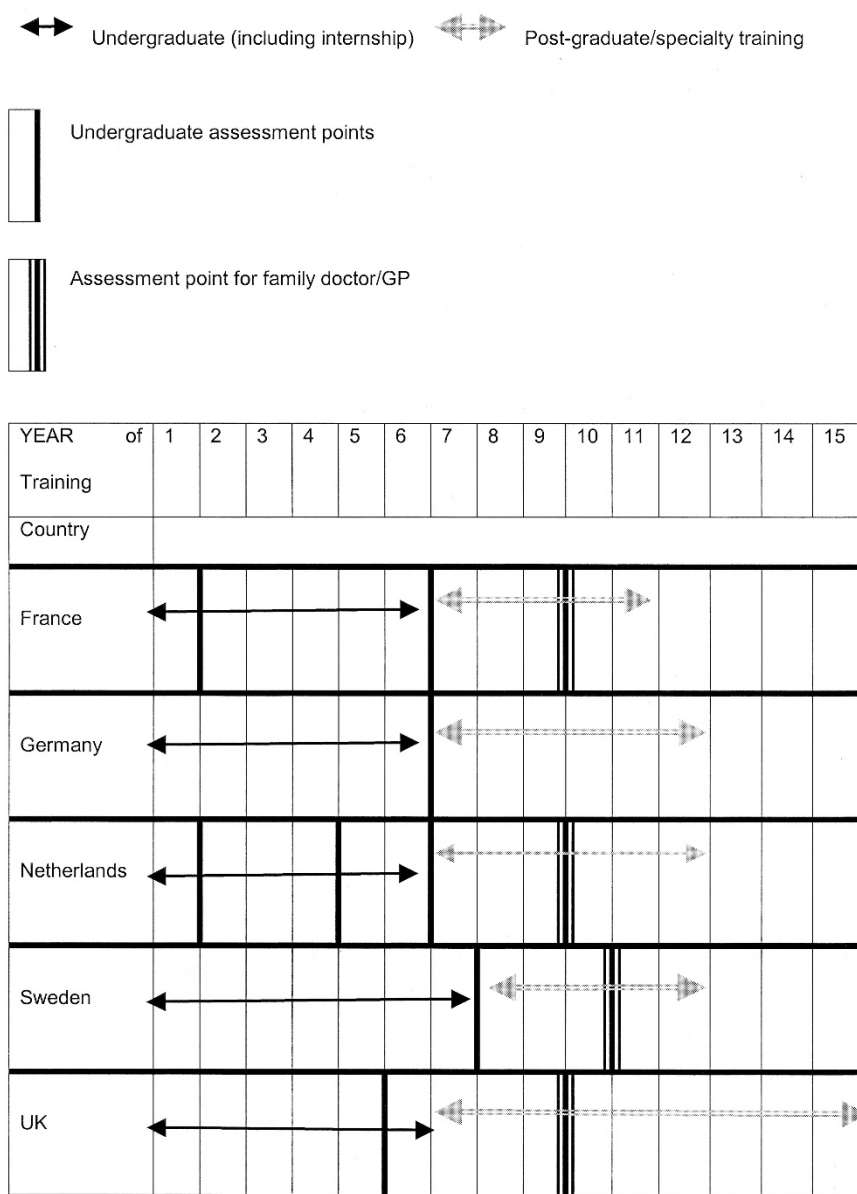 Undergraduate (including internship) Post-graduate/specialty training
Undergraduate assessment points
Assessment point for family doctor/GP
YEAR of 1 2 3 4 5 6 7 8 9 10 11 12 13 14 15
Training
Country
France
Germany
Netherlands
Sweden
UK